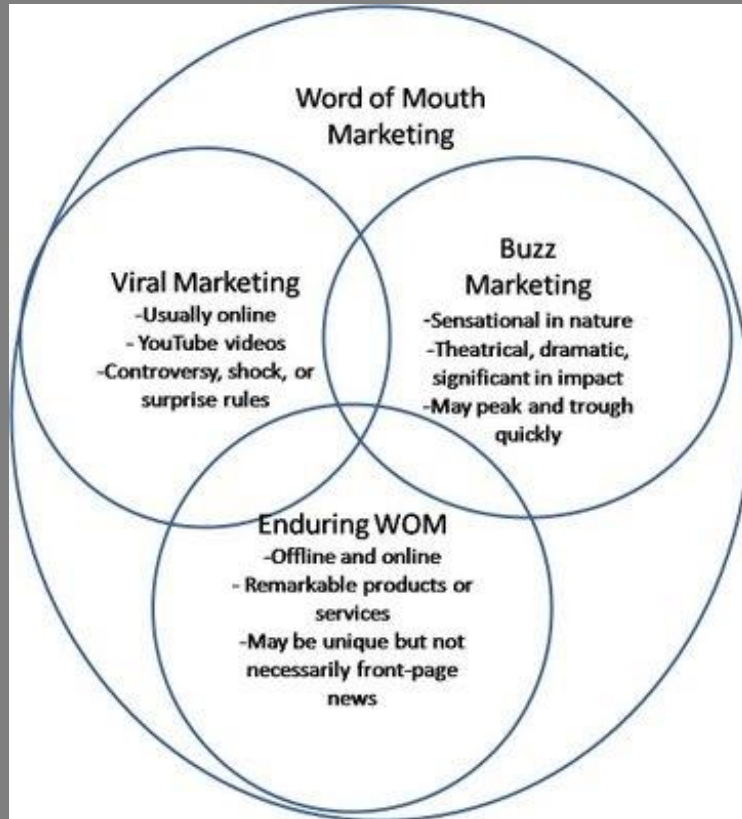 Word of Mouth
Marketing
Viral Marketing
-Usually online
- YouTube videos
-Controversy, shock, or
surprise rules
Buzz
Marketing
-Sensational in nature
-Theatrical, dramatic,
significant in impact
-May peak and trough
quickly
Enduring WOM
-Offline and online
- Remarkable products or
services
-May be unique but not
necessarily front-page
news